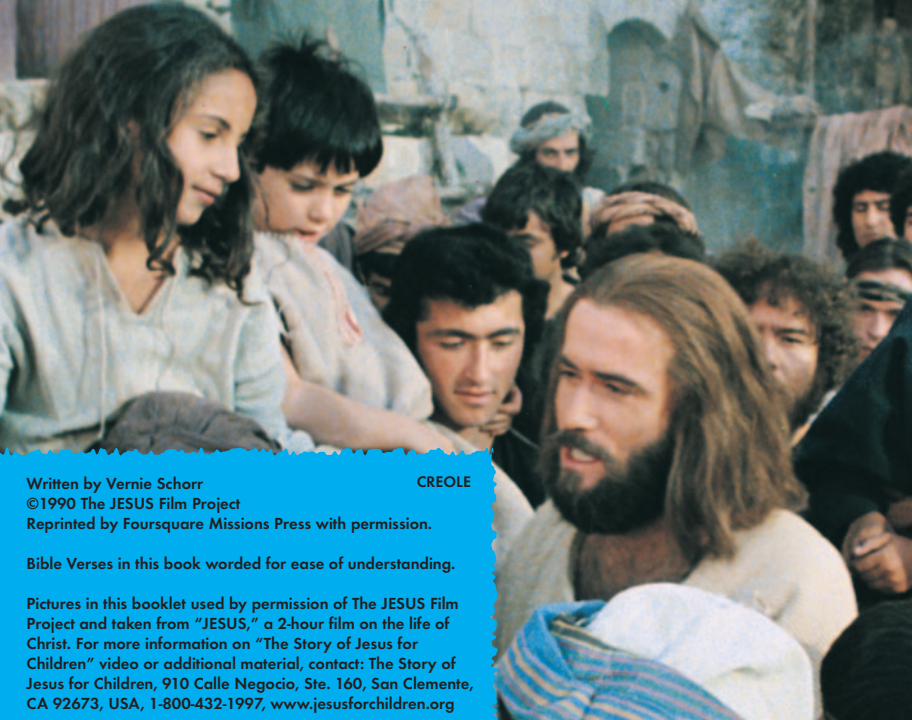 Written by Vernie Schorr
CREOLE
©1990 The JESUS Film Project
Reprinted by Foursquare Missions Press with permission.
Bible Verses in this book worded for ease of understanding.
Pictures in this booklet used by permission of The JESUS Film
Project and taken from “JESUS,” a 2-hour film on the life of
Christ. For more information on “The Story of Jesus for
Children” video or additional material, contact: The Story of
Jesus for Children, 910 Calle Negocio, Ste. 160, San Clemente,
CA 92673, USA, 1-800-432-1997, www.jesusforchildren.org